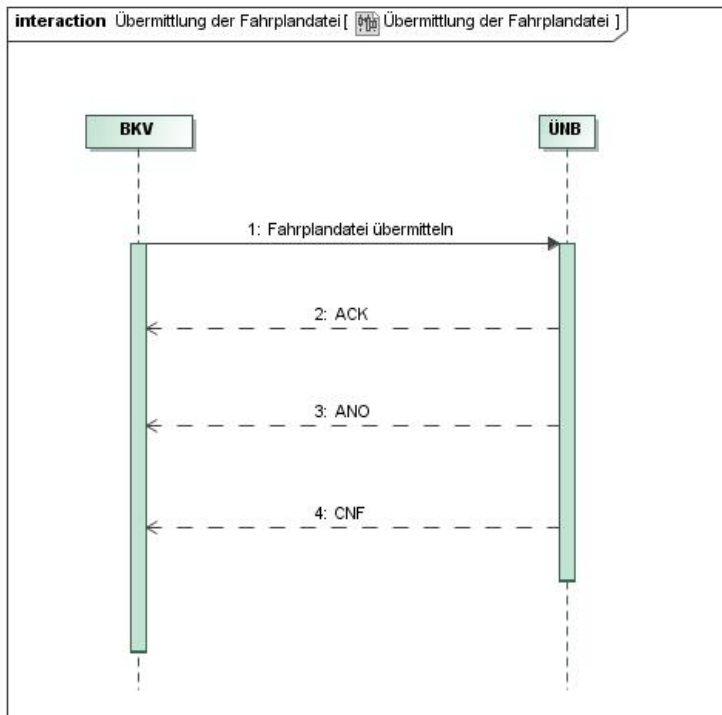 interaction Übermittlung der Fahrplandatei [ Übermittlung der Fahrplandatei ]
BKV
ÜNB
1: Fahrplandatei übermitteln
2: ACK
3: ANO
4: CNF